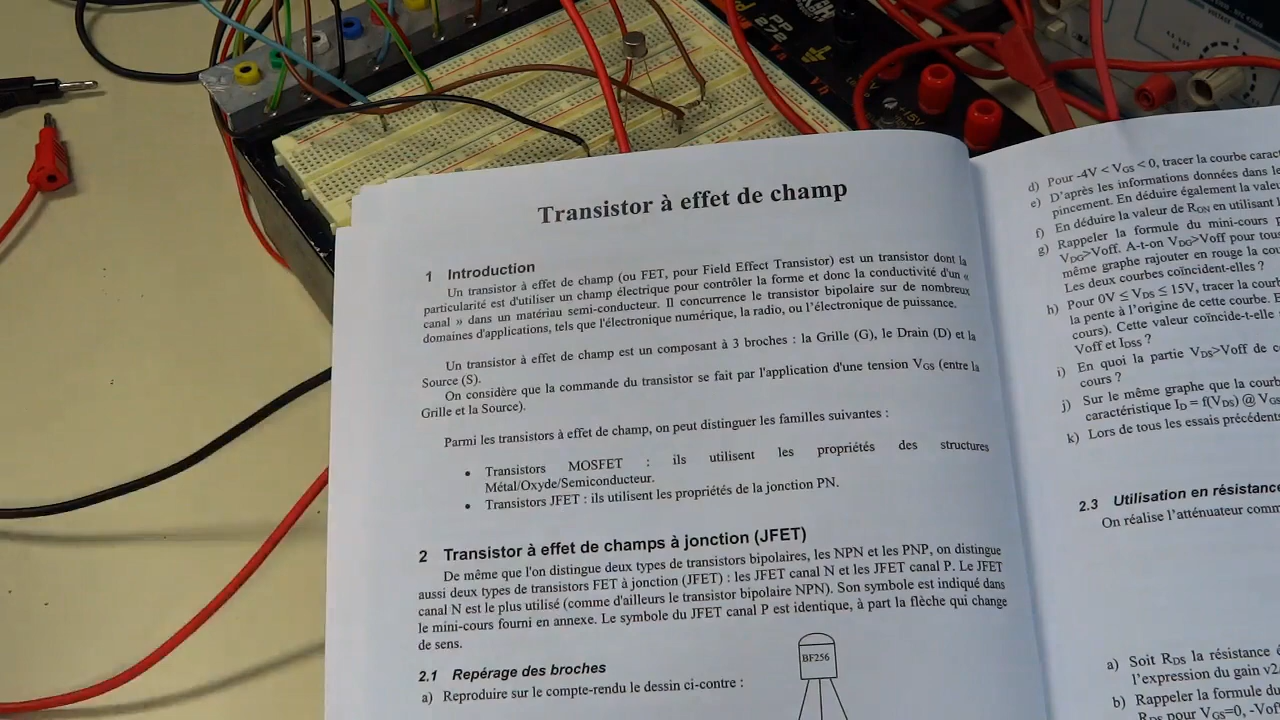 Transistor à effet de champ
1 Introduction
Un transistor à effet de champ (ou FET, pour Field Effect Transistor) est un transistor dont la
particularité est d'utiliser un champ électrique pour contrôler la forme et donc la conductivité d'un «
canal » dans un matériau semi-conducteur. Il concurrence le transistor bipolaire sur de nombreux
domaines d'applications, tels que l'électronique numérique, la radio, ou l'électronique de puissance.
Un transistor à effet de champ est un composant à 3 broches : la Grille (G), le Drain (D) et la
Source (S).
On considère que la commande du transistor se fait par l'application d'une tension VGS (entre la
Grille et la Source).
Parmi les transistors à effet de champ, on peut distinguer les familles suivantes :
• Transistors MOSFET : ils utilisent les propriétés des structures
Métal/Oxyde/Semiconducteur.
• Transistors JFET : ils utilisent les propriétés de la jonction PN.
2 Transistor à effet de champs à jonction (JFET)
De même que l'on distingue deux types de transistors bipolaires, les NPN et les PNP, on distingue
aussi deux types de transistors FET à jonction (JFET) : les JFET canal N et les JFET canal P. Le JFET
canal N est le plus utilisé (comme d'ailleurs le transistor bipolaire NPN). Son symbole est indiqué dans
le mini-cours fourni en annexe. Le symbole du JFET canal P est identique, à part la flèche qui change
de sens.
2.1 Repérage des broches
a) Reproduire sur le compte-rendu le dessin ci-contre :
BF256
d) Pour -4V < VGS < 0, tracer la courbe caract
e) D'après les informations données dans le
pincement. En déduire également la vale
f) En déduire la valeur de RON en utilisant l
g) Rappeler la formule du mini-cours p
VDG>Voff. A-t-on VDG>Voff pour tous
même graphe rajouter en rouge la cou
Les deux courbes coïncident-elles ?
h) Pour 0V ≤ VDS ≤ 15V, tracer la courb
la pente à l'origine de cette courbe. E
cours). Cette valeur coïncide-t-elle
Voff et IDSS ?
i) En quoi la partie VDS>Voff de c
cours ?
j) Sur le même graphe que la courb
caractéristique ID = f(VDS) @ VGS
k) Lors de tous les essais précédent
2.3 Utilisation en résistance
On réalise l'atténuateur comm
a) Soit RDS la résistance é
l'expression du gain v2
b) Rappeler la formule du
RDS pour VGS=0, -Vof
PP
272
+15V